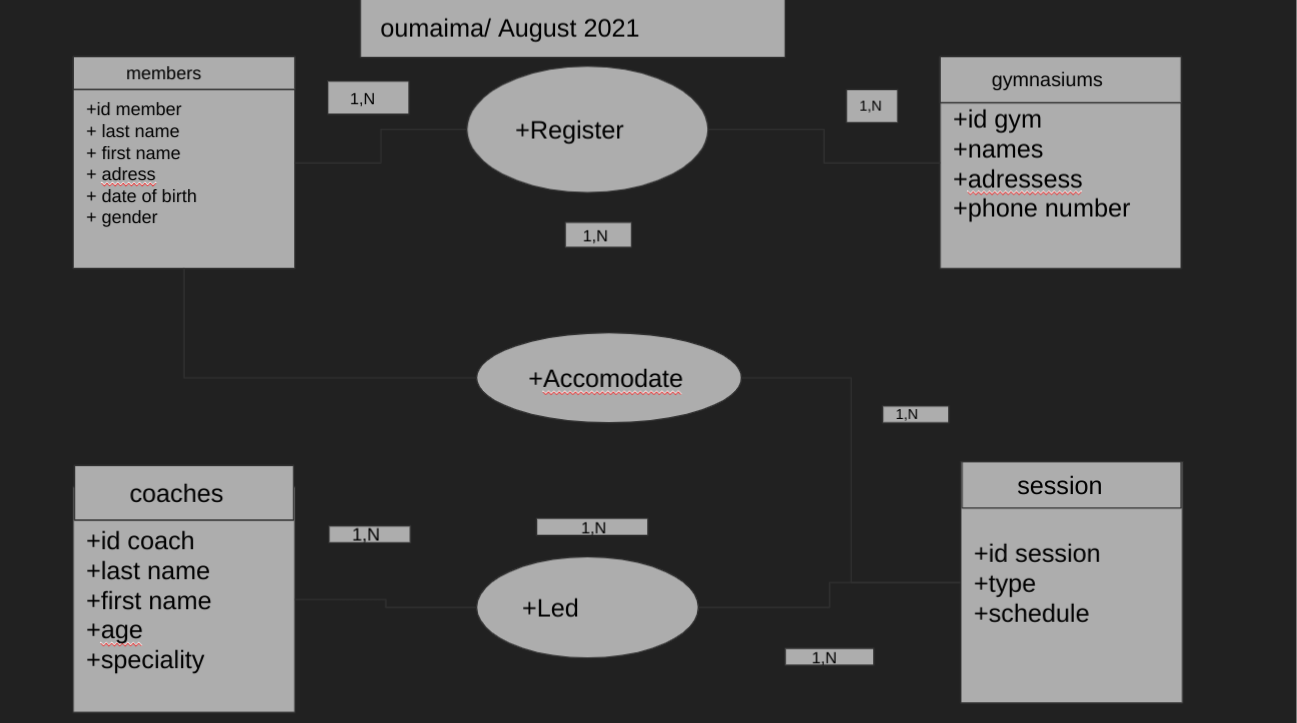 oumaima/ August 2021
members
+id member
+ last name
+ first name
+ adress
+ date of birth
+ gender
1,N
+Register
1,N
gymnasiums
+id gym
+names
+adressess
+phone number
1,N
+Accomodate
1,N
coaches
+id coach
+last name
+first name
+age
+speciality
1,N
1,N
+Led
1,N
session
+id session
+type
+schedule